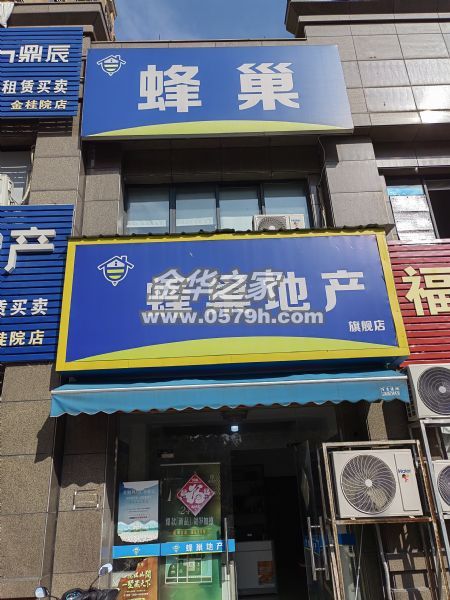 鼎辰
租赁买卖
金桂院店
蜂巢
产
买卖
桂院店
蜂巢地产
旗舰店
金华之家
www.0579h.com
福
Haier
蜂巢地产